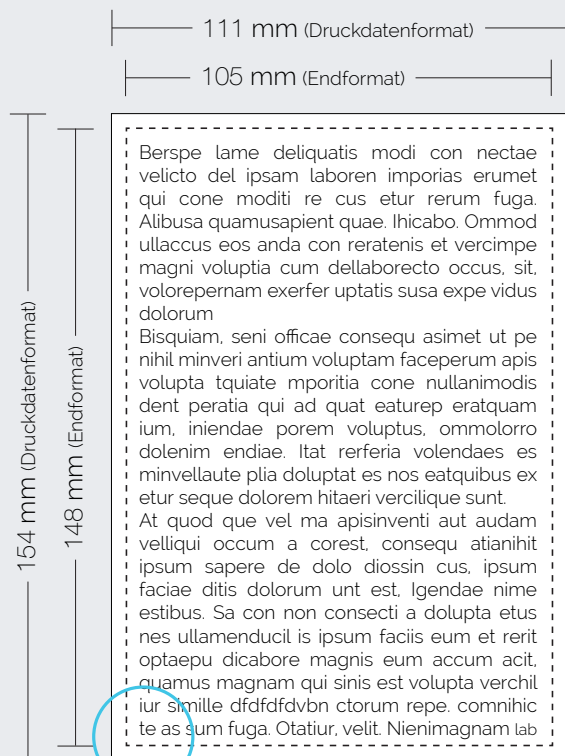 111 mm (Druckdatenformat)
105 mm (Endformat)
154 mm (Druckdatenformat)
148 mm (Endformat)
Berspe lame deliquatis modi con nectae
velicto del ipsam laboren imporias erumet
qui cone moditi re cus etur rerum fuga.
Alibusa quamusapient quae. Ihicabo. Ommod
ullaccus eos anda con reratenis et vercimpe
magni voluptia cum dellaborecto occus, sit,
volorepernam exerfer uptatis susa expe vidus
dolorum
Bisquiam, seni officae consequ asimet ut pe
nihil minveri antium voluptam faceperum apis
volupta tquiate mporitia cone nullanimodis
dent peratia qui ad quat eaturep eratquam
ium, iniendae porem voluptus, ommolorro
dolenim endiae. Itat rerferia volendaes es
minvellaute plia doluptat es nos eatquibus ex
etur seque dolorem hitaeri vercilique sunt.
At quod que vel ma apisinventi aut audam
velliqui occum a corest, consequ atianihit
ipsum sapere de dolo diossin cus, ipsum
faciae ditis dolorum unt est, Igendae nime
estibus. Sa con non consecti a dolupta etus
nes ullamenducil is ipsum faciis eum et rerit
optaepu dicabore magnis eum accum acit,
quamus magnam qui sinis est volupta verchil
iur simille dfdfdfdvbn ctorum repe. comnihic
te as sum fuga. Otatiur, velit. Nienimagnam lab